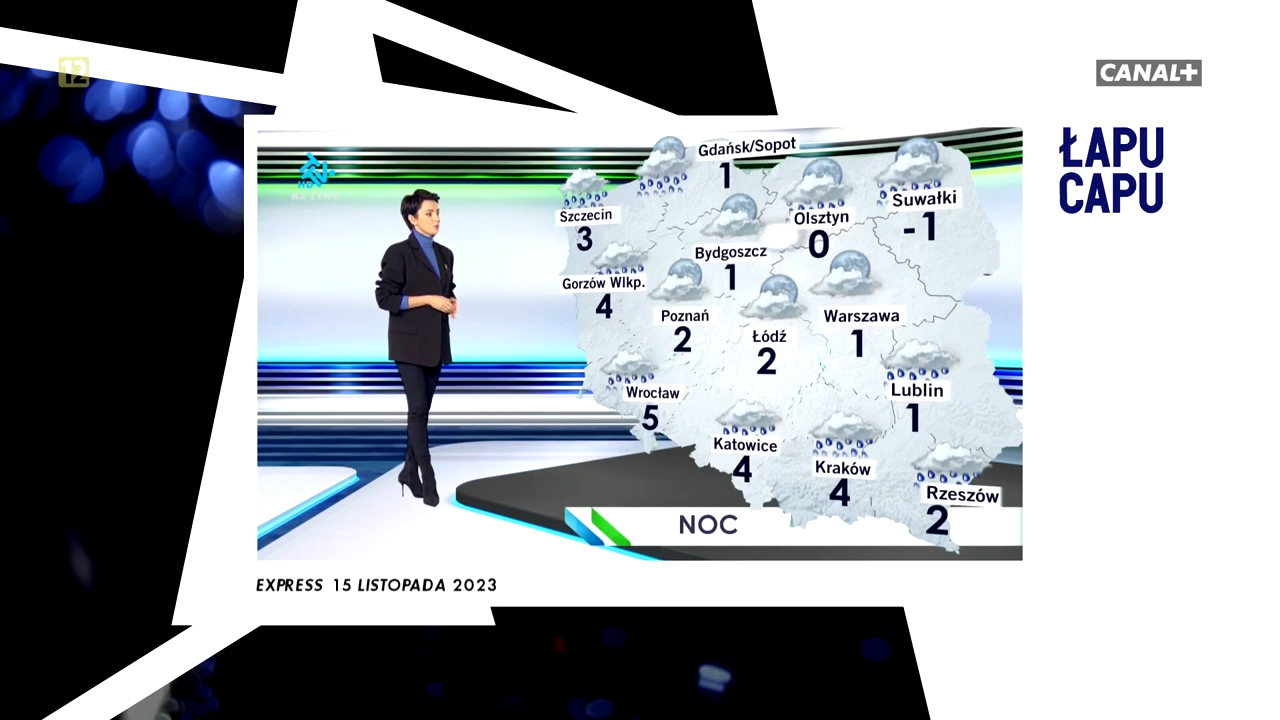 12
CANAL+
ŁAPU
CAPU
Gdańsk/Sopot
1
Szczecin
3
Olsztyn
0
Suwałki
-1
Bydgoszcz
1
Gorzów Wlkp.
4
Poznań
2
Łódź
2
Warszawa
1
Wrocław
5
Lublin
1
Katowice
4
Kraków
4
Rzeszów
2
NOC
EXPRESS 15 LISTOPADA 2023